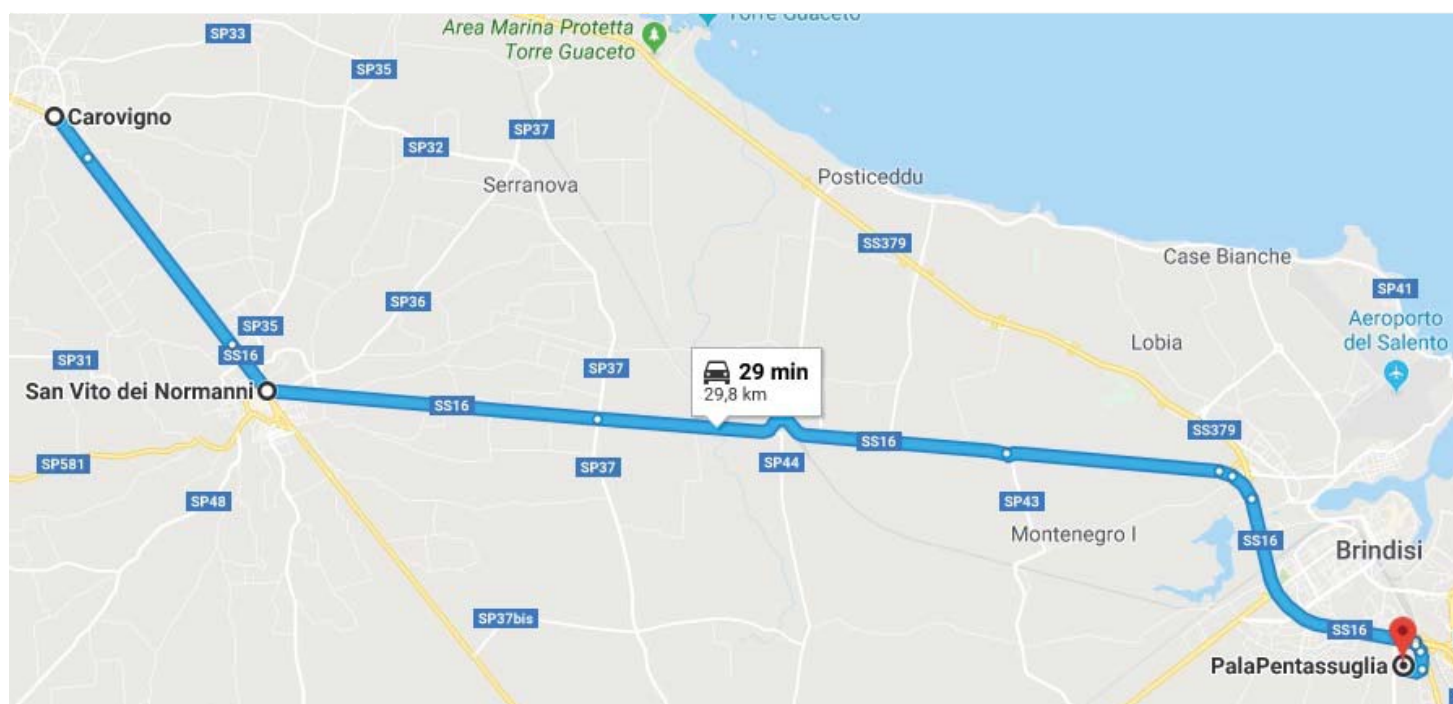 Torre Guaceto
Area Marina Protetta
Torre Guaceto
SP33
SP35
Carovigno
SP37
SP32
Serranova
Posticeddu
SS379
Case Bianche
SP41
Aeroporto
del Salento
Lobia
SP36
SP35
SS16
SP31
San Vito dei Normanni
SP37
29 min
29,8 km
SS16
SS379
SS16
SP581
SP37
SP44
SP48
SP43
Montenegro I
SS16
Brindisi
SP37bis
SS16
PalaPentassuglia